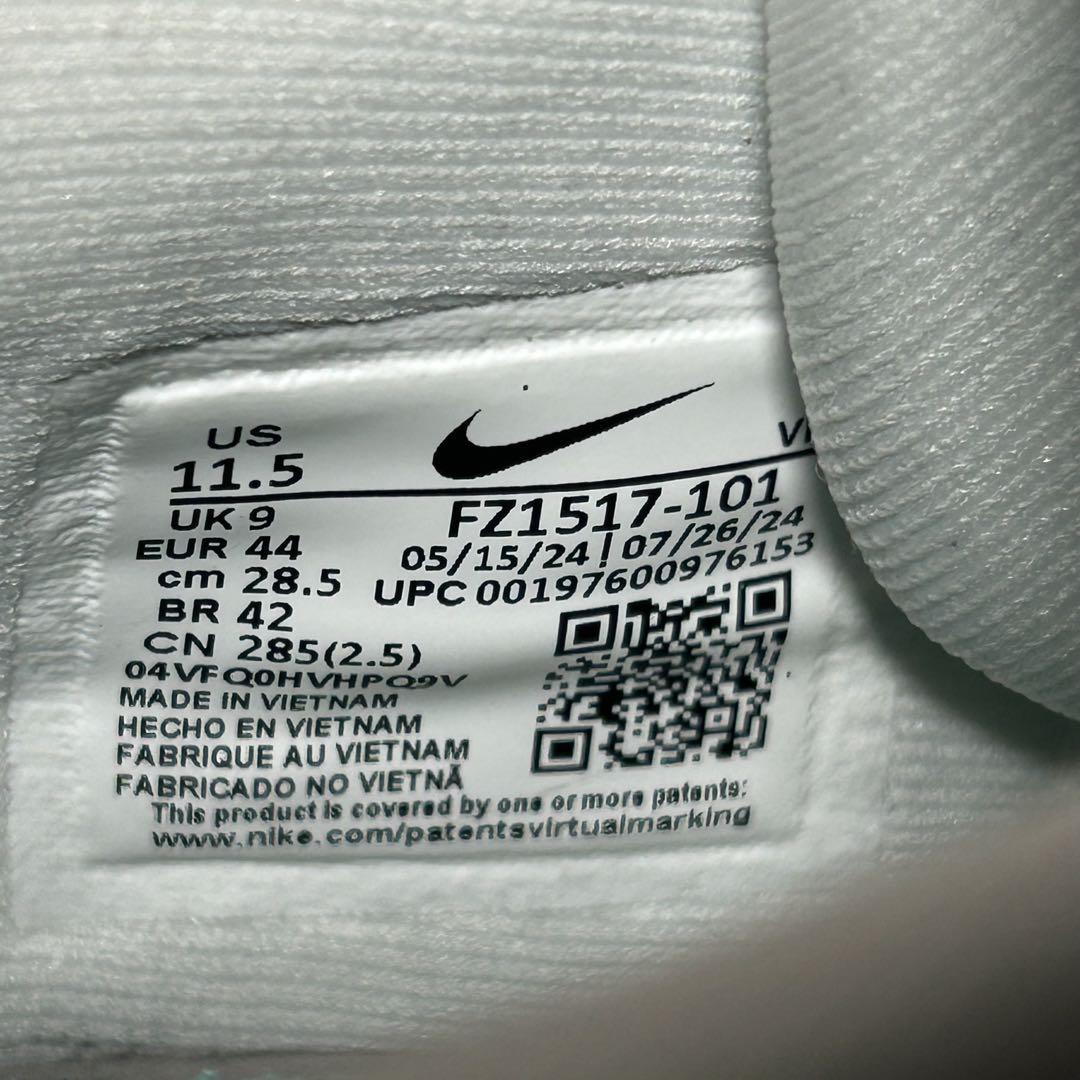 US
11.5
UK 9
EUR 44
cm 28.5
BR 42
CN 285(2.5)
04VFQ0HVHPQ9V
MADE IN VIETNAM
HECHO EN VIETNAM
FABRIQUE AU VIETNAM
FABRICADO NO VIETNÃ
FZ1517-101
05/15/24 ! 07/26/24
UPC 00197600976153
This product is covered by one or more patents:
www.nike.com/patentsvirtualmarking